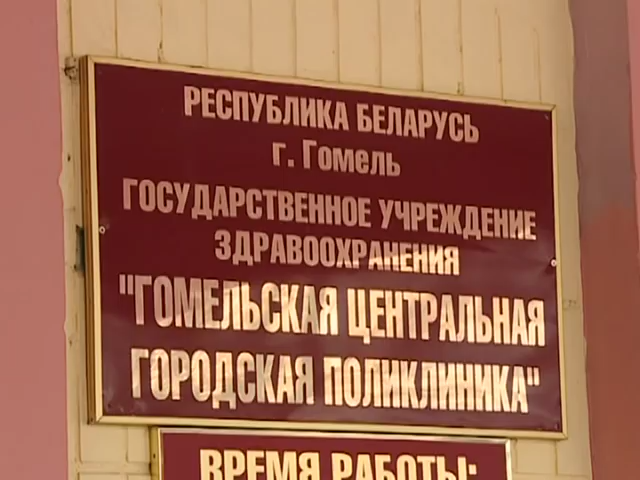 РЕСПУБЛИКА БЕЛАРУСЬ
г. Гомель
ГОСУДАРСТВЕННОЕ УЧРЕЖДЕНИЕ
ЗДРАВООХРАНЕНИЯ
"ГОМЕЛЬСКАЯ ЦЕНТРАЛЬНАЯ
ГОРОДСКАЯ ПОЛИКЛИНИКА"
ВРЕМЯ РАБОТЫ: